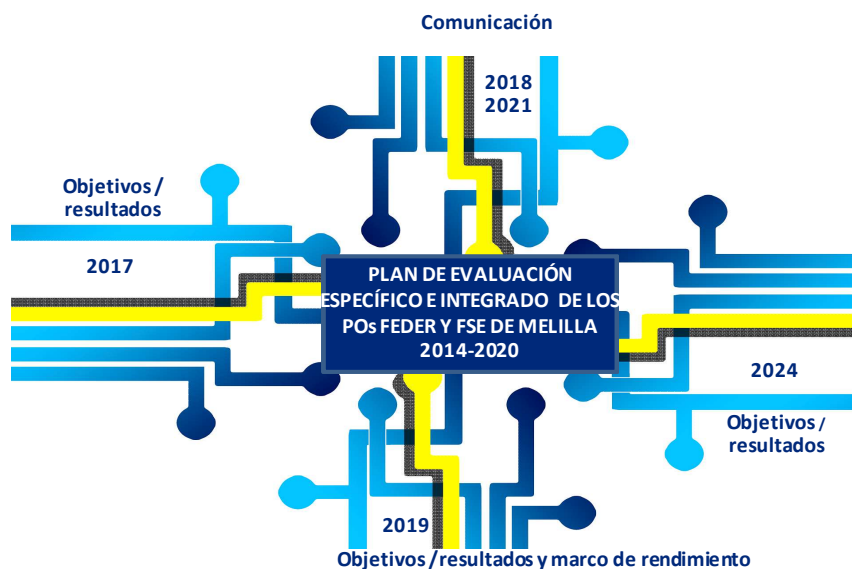 Comunicación
2018
2021
Objetivos /
resultados
2017
PLAN DE EVALUACIÓN
ESPECÍFICO E INTEGRADO DE LOS
POs FEDER Y FSE DE MELILLA
2014-2020
2024
Objetivos /
resultados
2019
Objetivos /resultados y marco de rendimiento